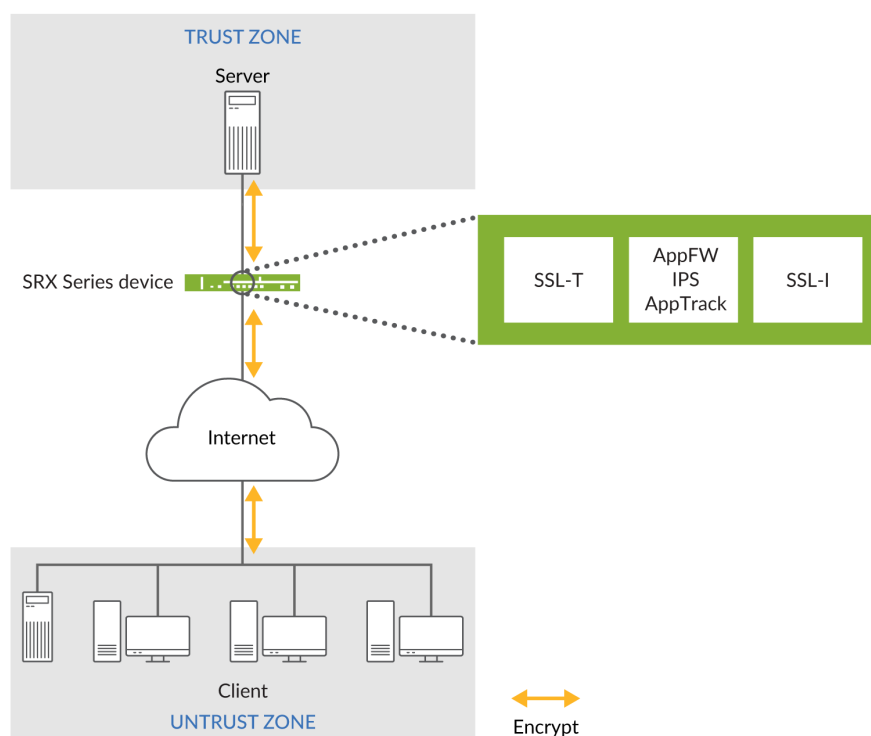 TRUST ZONE
Server
SRX Series device
SSL-T
AppFW
IPS
AppTrack
SSL-I
Internet
Client
UNTRUST ZONE
Encrypt